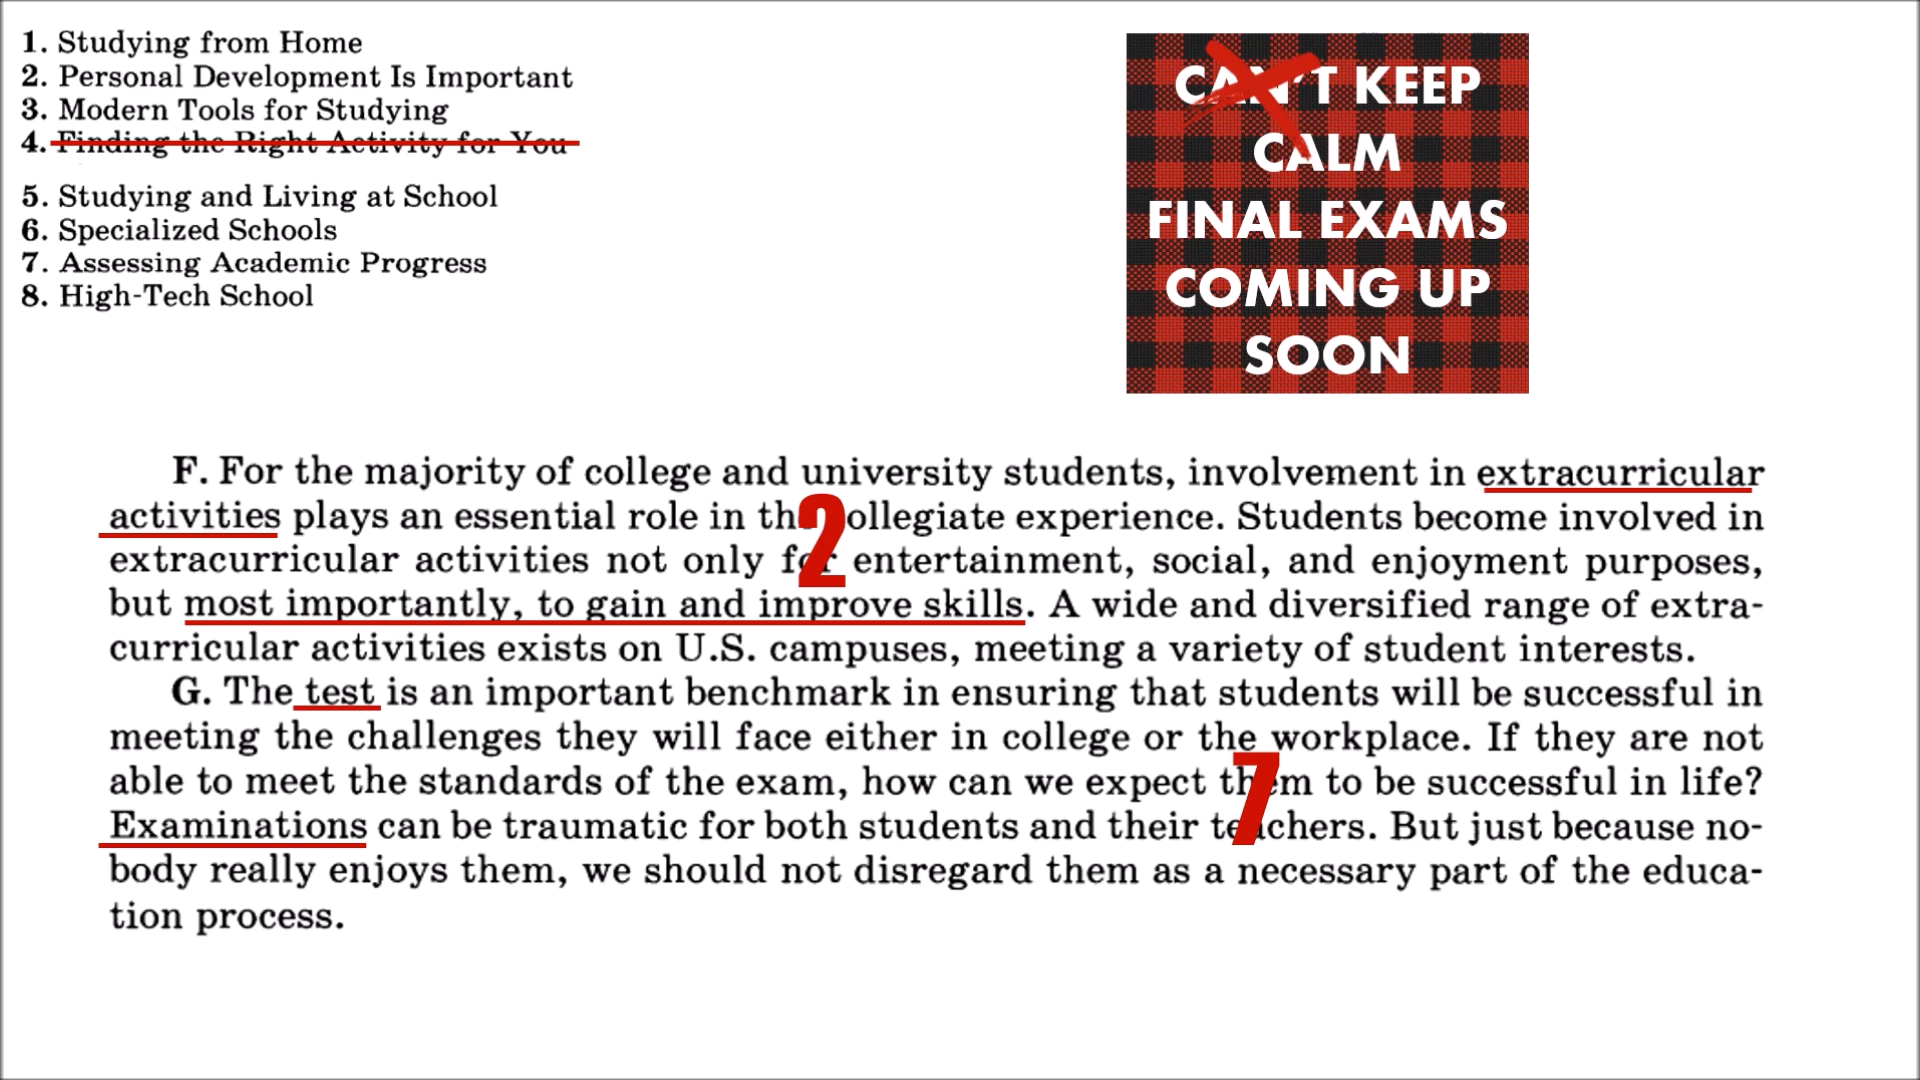 1. Studying from Home
2. Personal Development Is Important
3. Modern Tools for Studying
4. Finding the Right Activity for You
5. Studying and Living at School
6. Specialized Schools
7. Assessing Academic Progress
8. High-Tech School
CAN'T KEEP
CALM
FINAL EXAMS
COMING UP
SOON
F. For the majority of college and university students, involvement in extracurricular
activities plays an essential role in the collegiate experience. Students become involved in
extracurricular activities not only for entertainment, social, and enjoyment purposes,
but most importantly, to gain and improve skills. A wide and diversified range of extra-
curricular activities exists on U.S. campuses, meeting a variety of student interests.
2
G. The test is an important benchmark in ensuring that students will be successful in
meeting the challenges they will face either in college or the workplace. If they are not
able to meet the standards of the exam, how can we expect them to be successful in life?
Examinations can be traumatic for both students and their teachers. But just because no-
body really enjoys them, we should not disregard them as a necessary part of the educa-
tion process.
7